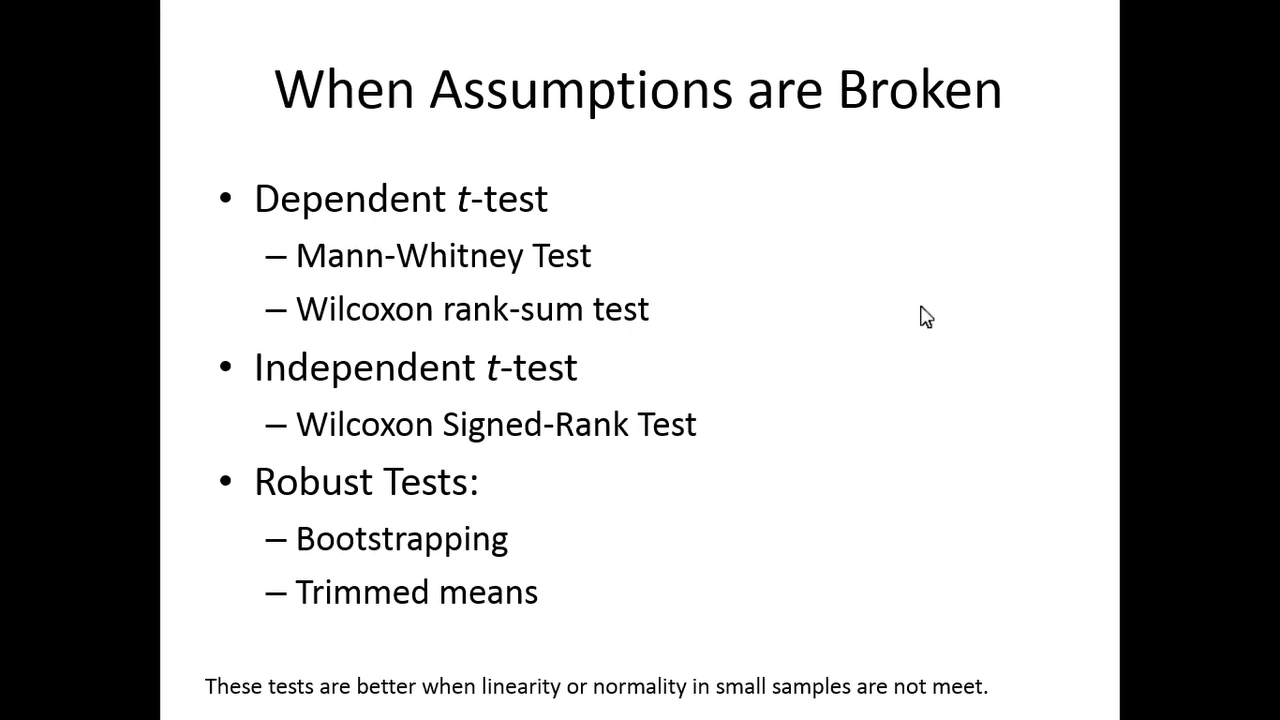 When Assumptions are Broken
• Dependent t-test
– Mann-Whitney Test
– Wilcoxon rank-sum test
• Independent t-test
– Wilcoxon Signed-Rank Test
• Robust Tests:
– Bootstrapping
– Trimmed means
These tests are better when linearity or normality in small samples are not meet.